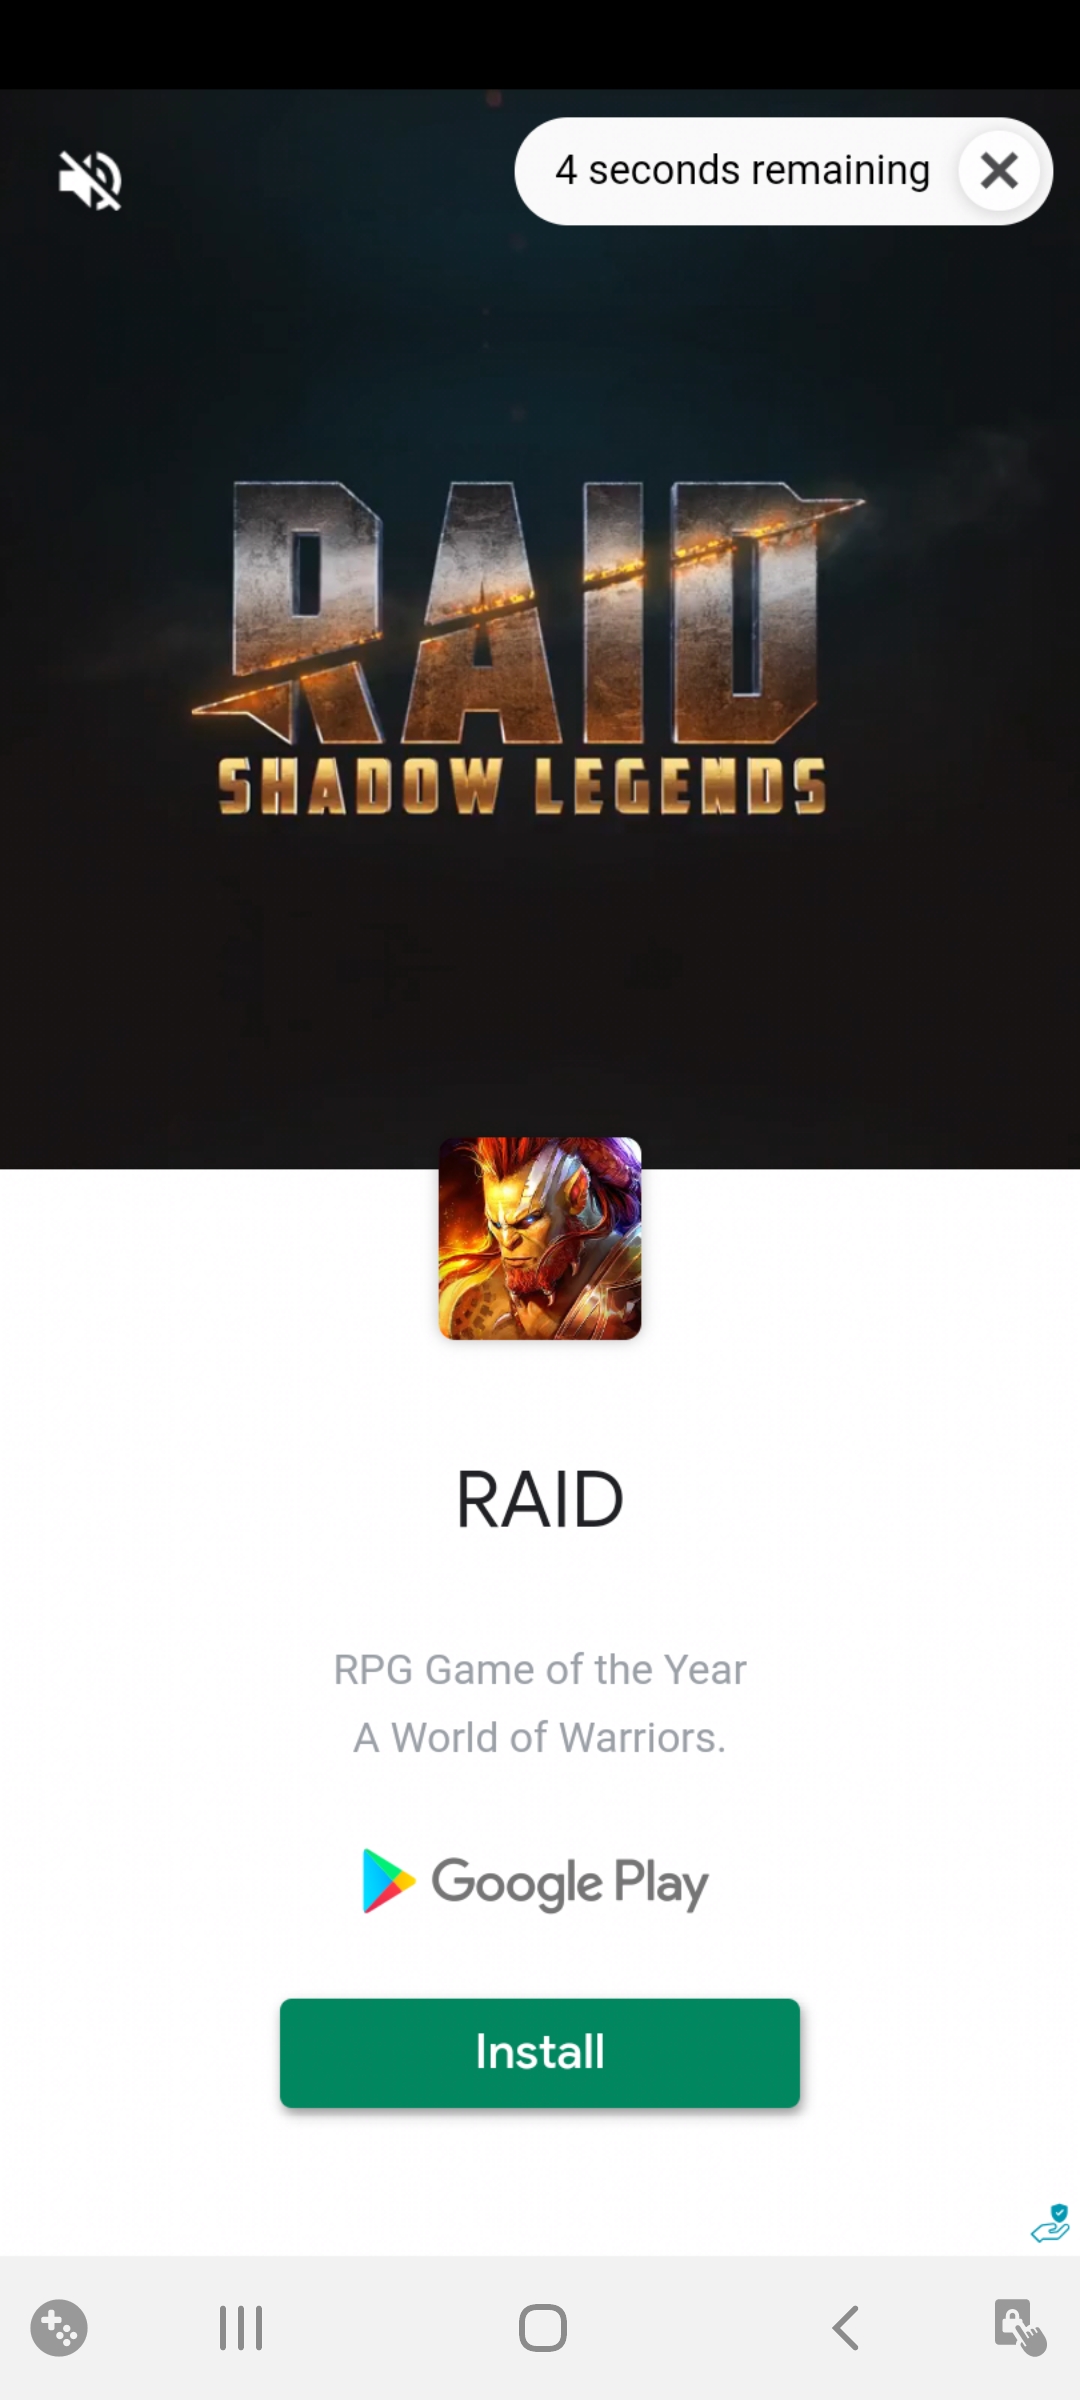 4 seconds remaining
RAID
SHADOW LEGENDS
RAID
RPG Game of the Year
A World of Warriors.
Google Play
Install